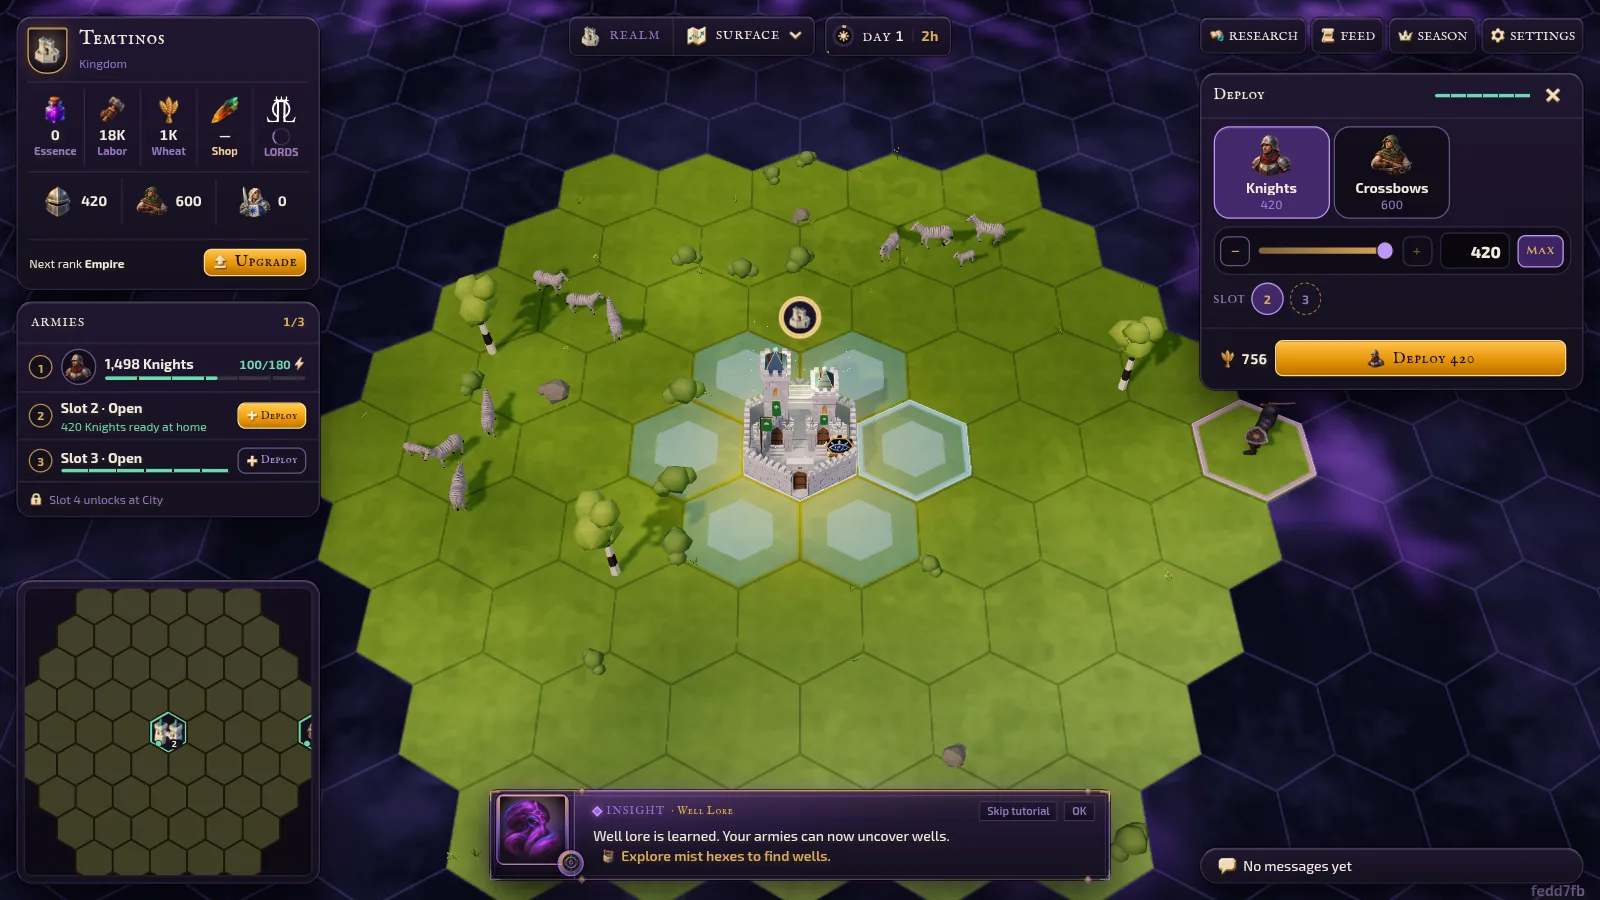 Temtinos
Kingdom
0
Essence
18K
Labor
1K
Wheat
—
Shop
LORDS
420
600
0
Next rank Empire
Upgrade
ARMIES
1/3
1
1,498 Knights
100/180
2
Slot 2 · Open
420 Knights ready at home
+ Deploy
3
Slot 3 · Open
+ Deploy
Slot 4 unlocks at City
2
REALM
SURFACE
DAY 1
2h
RESEARCH
FEED
SEASON
SETTINGS
Deploy
Knights
420
Crossbows
600
−
+
420
Max
SLOT
2
3
756
Deploy 420
INSIGHT · Well Lore
Skip tutorial
OK
Well lore is learned. Your armies can now uncover wells.
Explore mist hexes to find wells.
No messages yet
fedd7fb